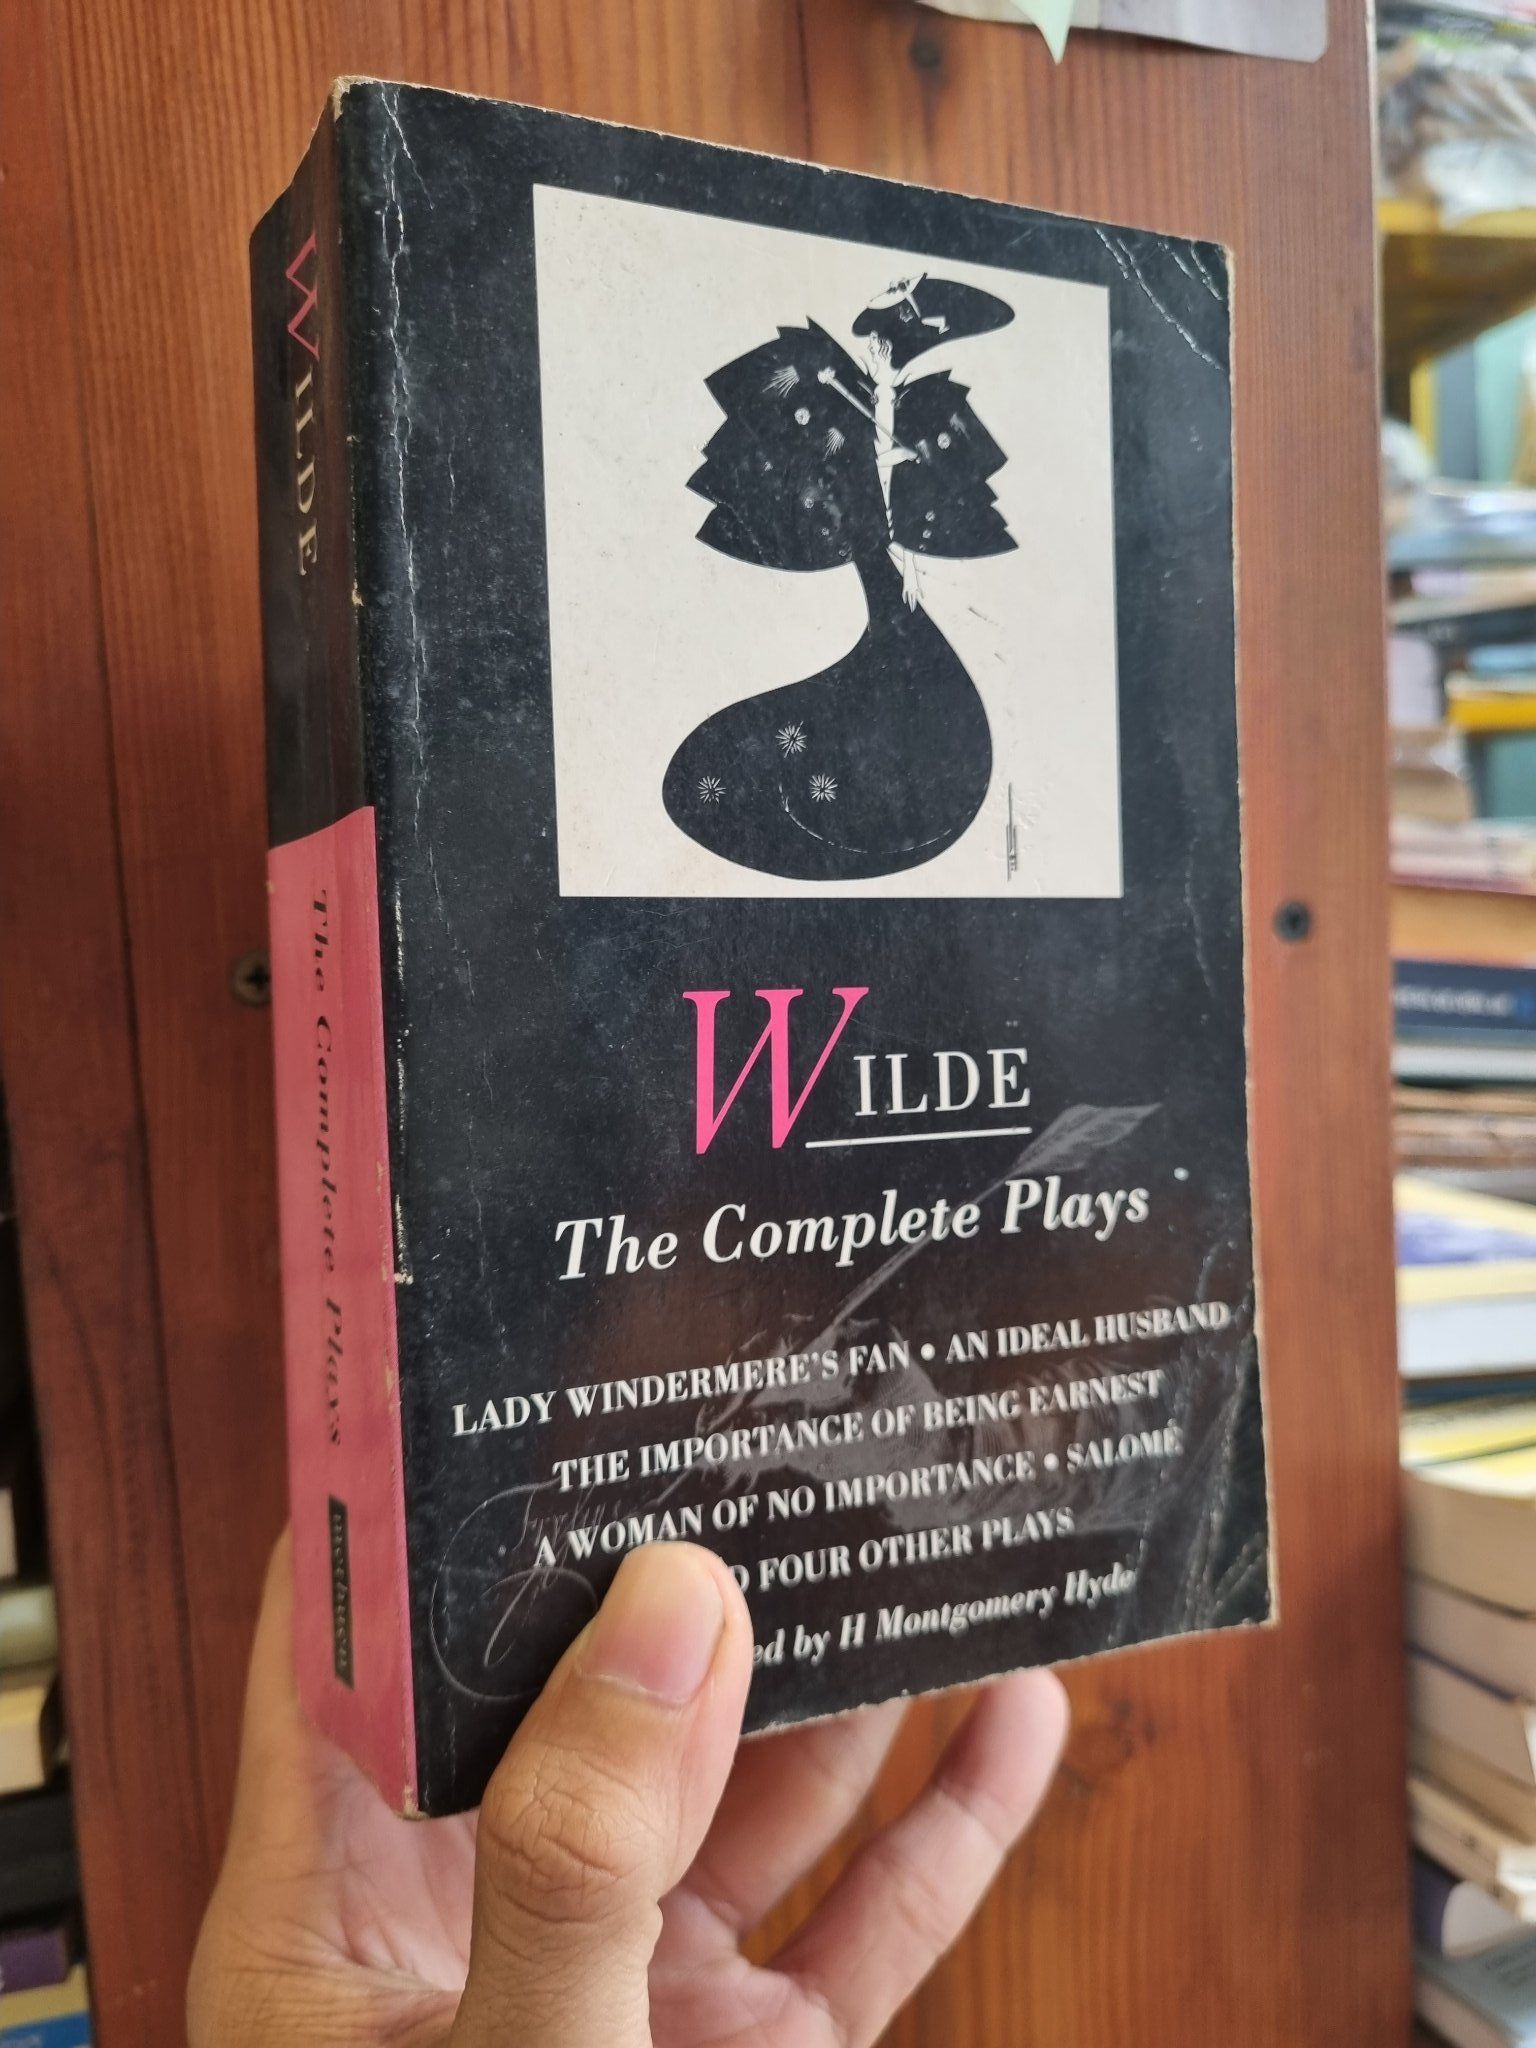 WILDE
The Complete Plays
methuen
WILDE
The Complete Plays
LADY WINDERMERE'S FAN • AN IDEAL HUSBAND
THE IMPORTANCE OF BEING EARNEST
A WOMAN OF NO IMPORTANCE • SALOMÉ
FOUR OTHER PLAYS
by H Montgomery Hyde